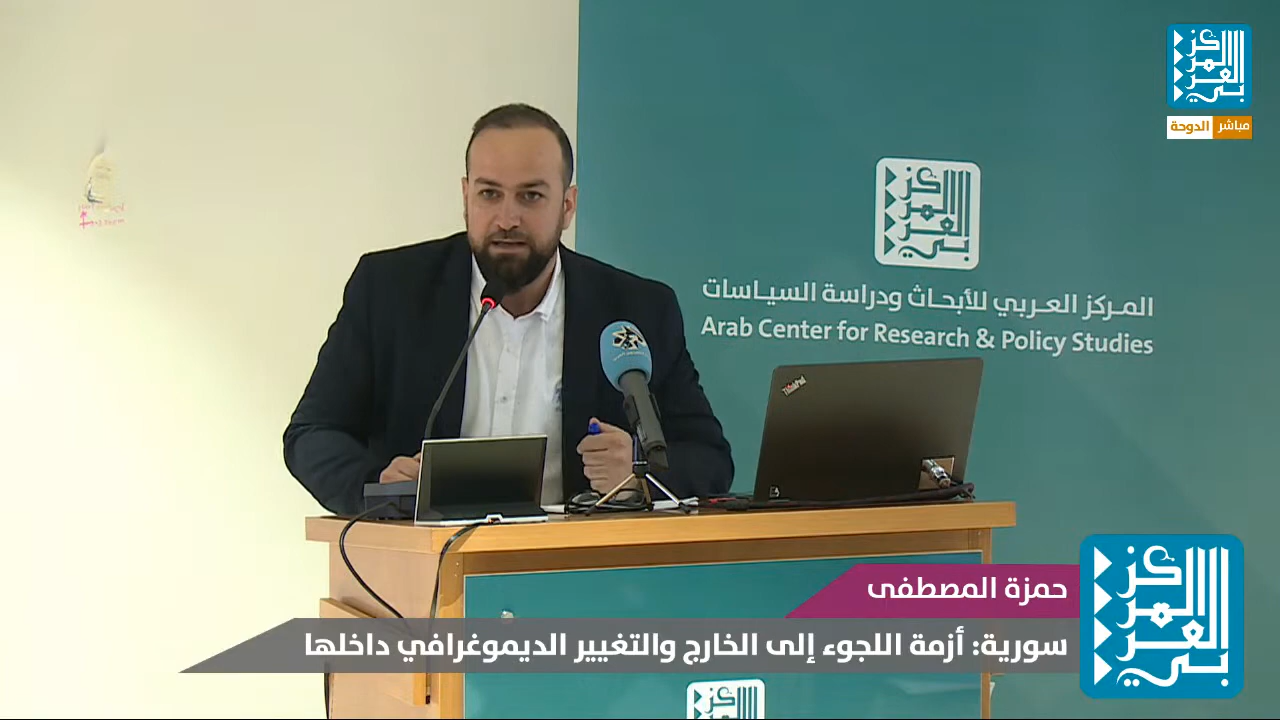 المركز العربي
مباشر الدوحة
المركز العربي
المركز العربي للأبحاث ودراسة السياسات
Arab Center for Research & Policy Studies
ThinkPad
حمزة المصطفى
سورية: أزمة اللجوء إلى الخارج والتغيير الديموغرافي داخلها
المركز العربي